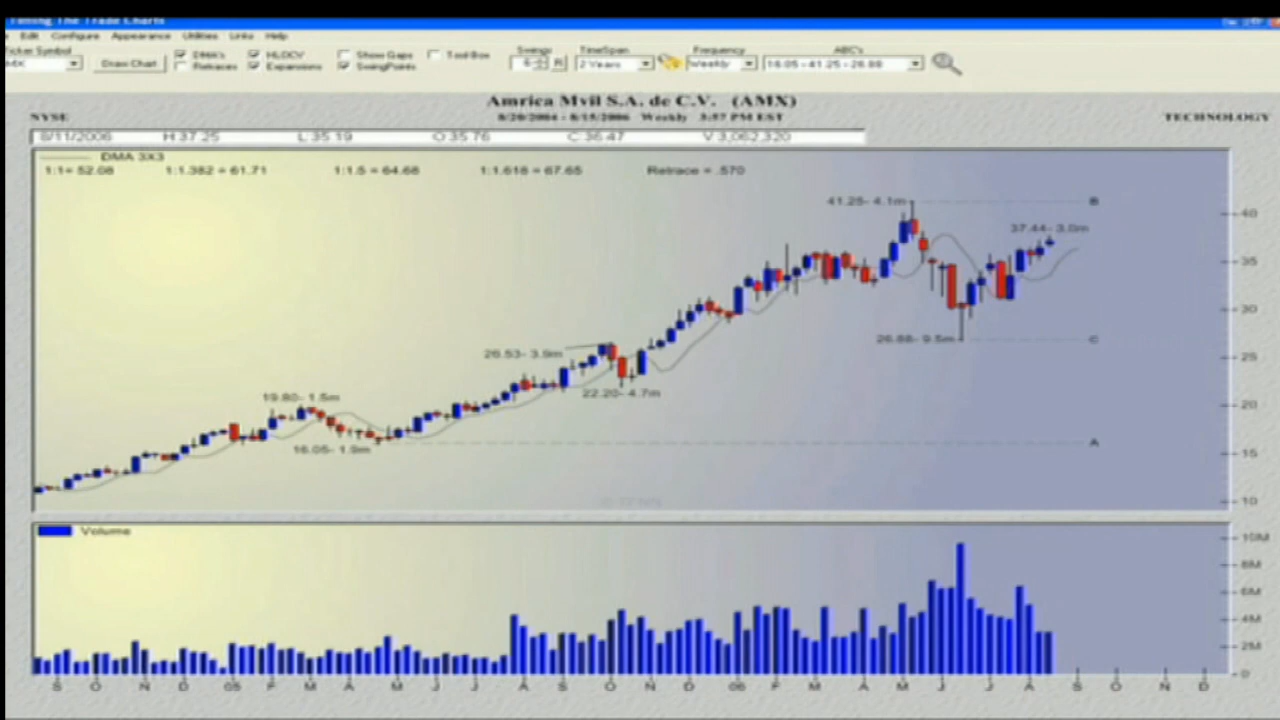 Timing The Trade Charts
Edit Configure Appearance Utilities Links Help
Ticker Symbol DMA's HLOCV Show Gaps Tool Box Swings TimeSpan Frequency ABC's
AMX Draw Chart Retraces Expansions SwingPoints 6 R 2 Years Weekly 16.05 - 41.25 - 26.88
Amrica Mvil S.A. de C.V. (AMX)
NYSE 8/20/2004 - 8/15/2006 Weekly 3:57 PM EST TECHNOLOGY
8/11/2006 H:37.25 L:35.19 O:35.76 C:36.47 V:3,062,320
DMA 3X3
1:1= 52.08 1:1.382 = 61.71 1:1.5 = 64.68 1:1.618 = 67.65 Retrace = .570
41.25- 4.1m B
40
37.44- 3.0m
35
30
26.88- 9.5m C
26.53- 3.9m
25
22.20- 4.7m
19.80- 1.5m
20
16.05- 1.9m A
15
10
Volume
10M
8M
6M
4M
2M
0
S O N D 05 F M A M J J A S O N D 06 F M A M J J A S O N D